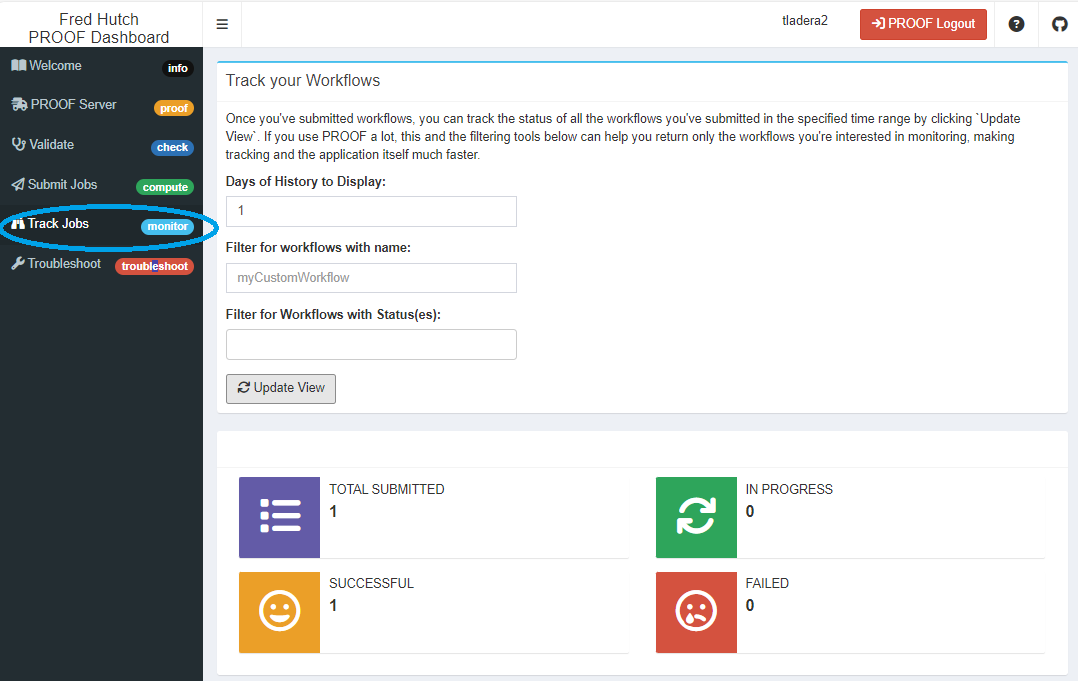 Fred Hutch
PROOF Dashboard
tladera2
PROOF Logout
Welcome
info
PROOF Server
proof
Validate
check
Submit Jobs
compute
Track Jobs
monitor
Troubleshoot
troubleshoot
Track your Workflows
Once you've submitted workflows, you can track the status of all the workflows you've submitted in the specified time range by clicking `Update
View`. If you use PROOF a lot, this and the filtering tools below can help you return only the workflows you're interested in monitoring, making
tracking and the application itself much faster.
Days of History to Display:
1
Filter for workflows with name:
myCustomWorkflow
Filter for Workflows with Status(es):
Update View
TOTAL SUBMITTED
1
IN PROGRESS
0
SUCCESSFUL
1
FAILED
0